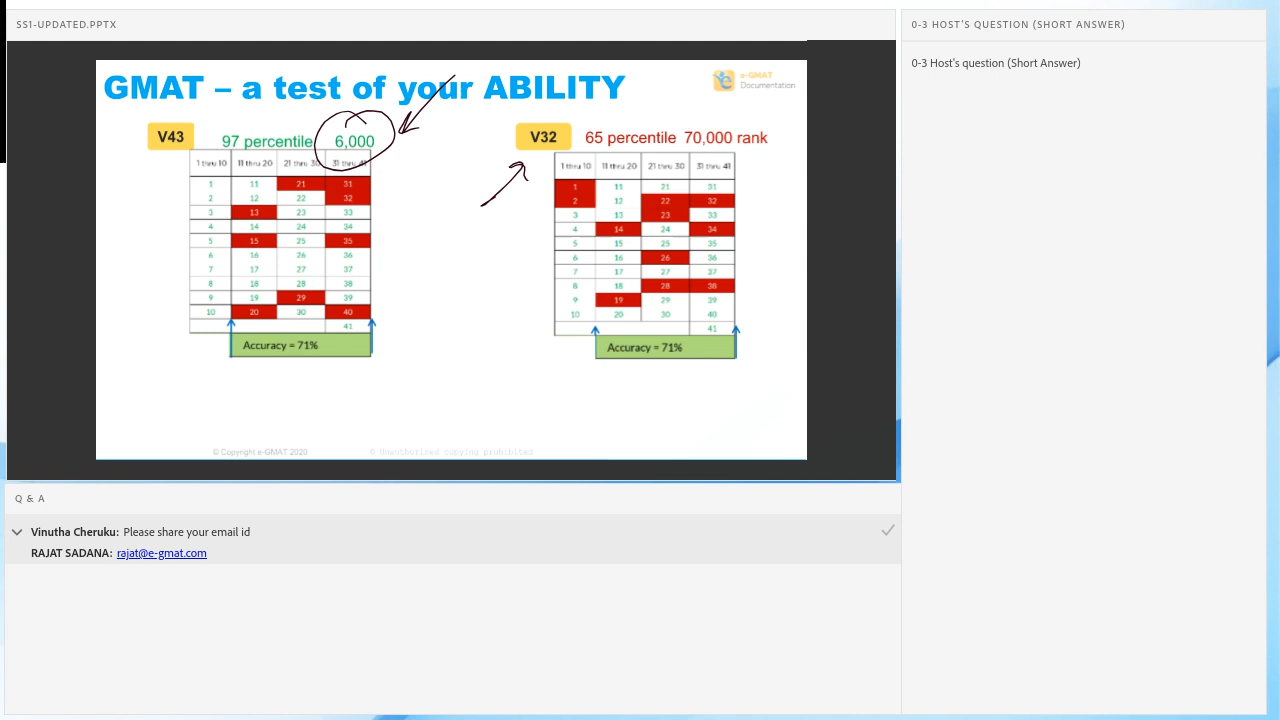 SS1-UPDATED.PPTX
GMAT – a test of your ABILITY
e-GMAT
Documentation
V43
97 percentile 6,000
1 thru 10 11 thru 20 21 thru 30 31 thru 41
1 11 21 31
2 12 22 32
3 13 23 33
4 14 24 34
5 15 25 35
6 16 26 36
7 17 27 37
8 18 28 38
9 19 29 39
10 20 30 40
41
Accuracy = 71%
V32
65 percentile 70,000 rank
1 thru 10 11 thru 20 21 thru 30 31 thru 41
1 11 21 31
2 12 22 32
3 13 23 33
4 14 24 34
5 15 25 35
6 16 26 36
7 17 27 37
8 18 28 38
9 19 29 39
10 20 30 40
41
Accuracy = 71%
© Copyright e-GMAT 2020 © Unauthorized copying prohibited
Q & A
Vinutha Cheruku: Please share your email id
RAJAT SADANA: rajat@e-gmat.com
0-3 HOST'S QUESTION (SHORT ANSWER)
0-3 Host's question (Short Answer)